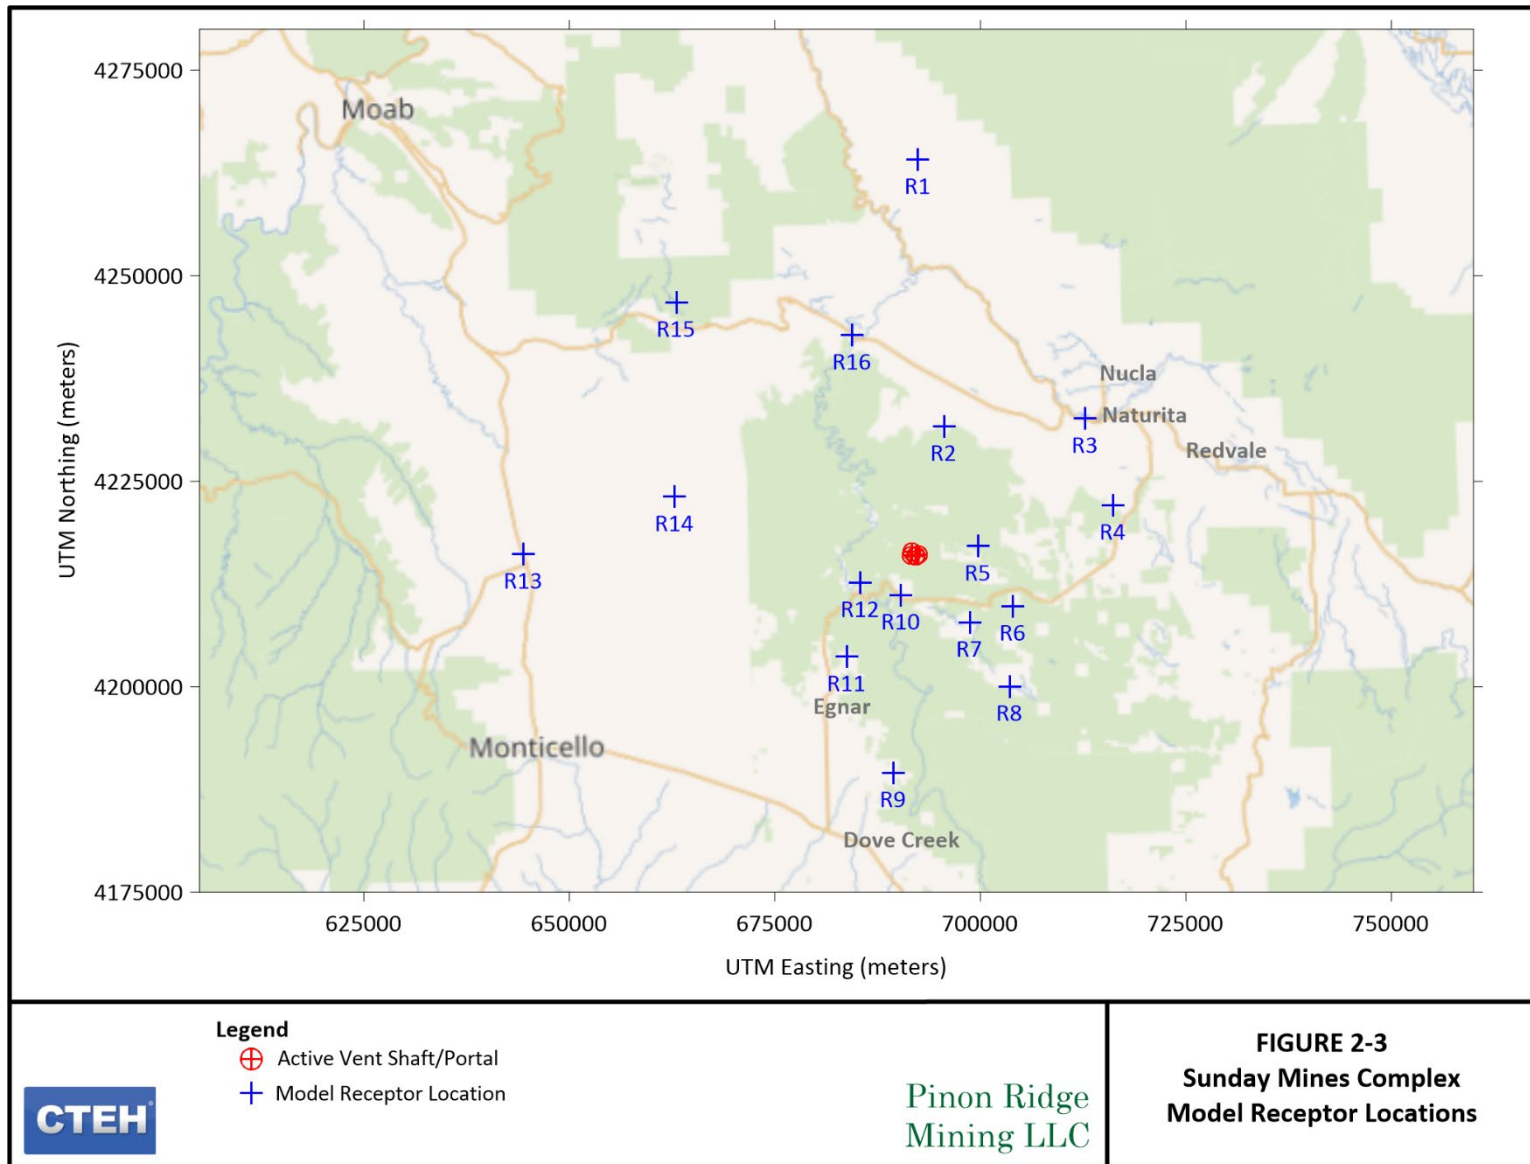 4275000
4250000
4225000
4200000
4175000
UTM Northing (meters)
Moab
R1
R15
R16
Nucla
Naturita
R3
R2
Redvale
R14
R4
R13
R5
R12
R10
R6
R7
R11
Egnar
R8
Monticello
R9
Dove Creek
625000
650000
675000
700000
725000
750000
UTM Easting (meters)
Legend
Active Vent Shaft/Portal
Model Receptor Location
CTEH®
Pinon Ridge
Mining LLC
FIGURE 2-3
Sunday Mines Complex
Model Receptor Locations